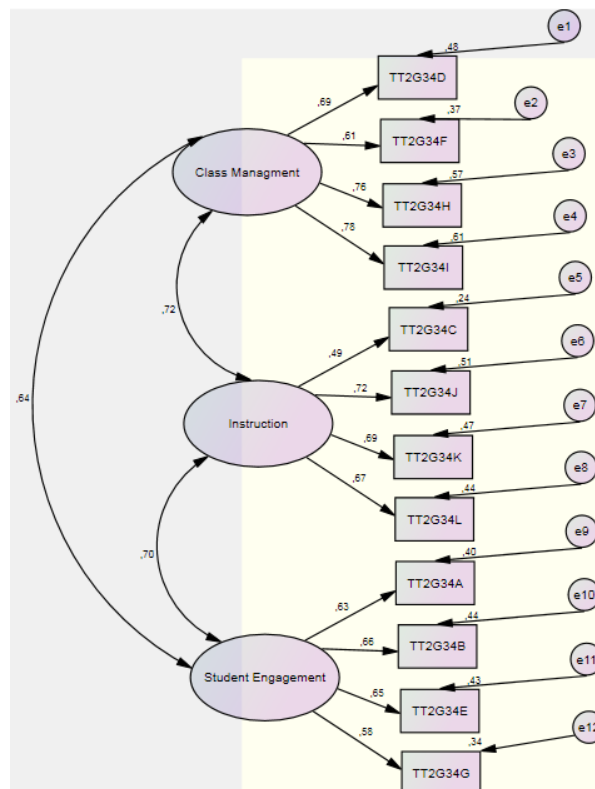 e1
,48
TT2G34D
,69
e2
,37
TT2G34F
,61
Class Managment
e3
,57
TT2G34H
,76
e4
,61
TT2G34I
,78
e5
,24
TT2G34C
,72
,49
e6
,51
TT2G34J
,72
,64
Instruction
e7
,47
TT2G34K
,69
e8
,44
TT2G34L
,67
e9
,40
TT2G34A
,70
,63
e10
,44
TT2G34B
,66
Student Engagement
e11
,43
TT2G34E
,65
e12
,34
TT2G34G
,58